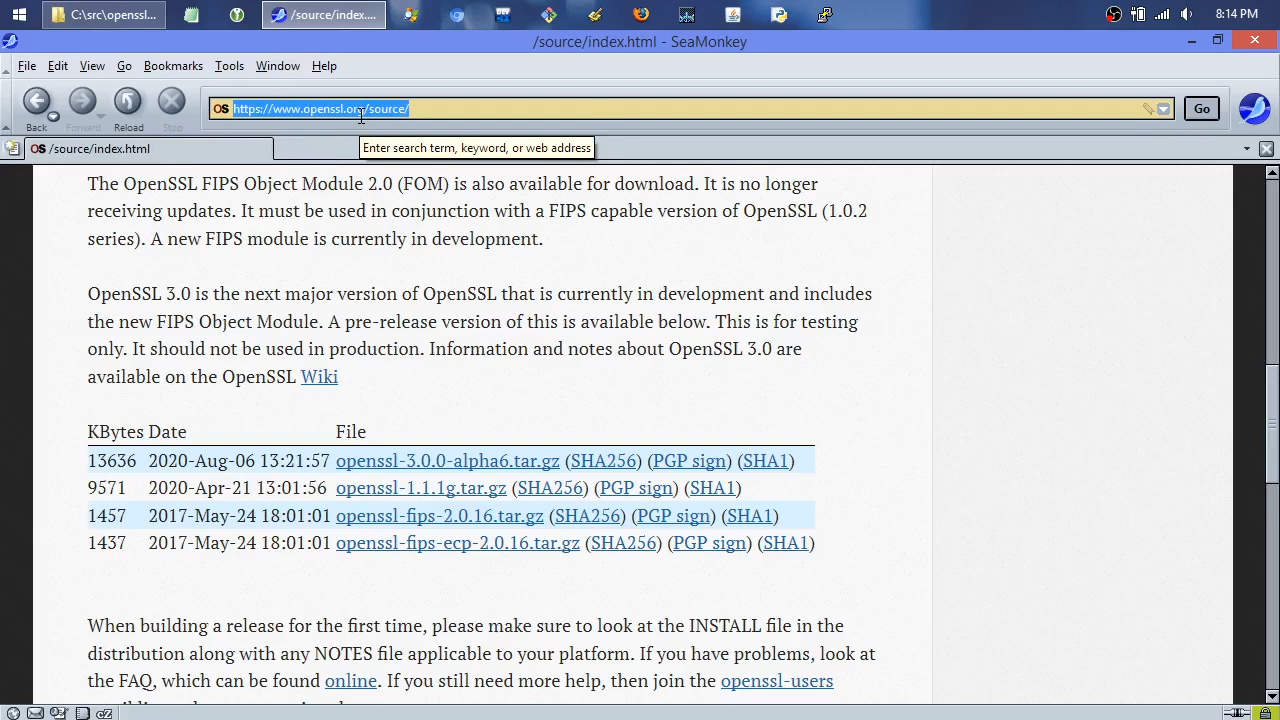 C:\src\openssl...
/source/index....
8:14 PM
/source/index.html - SeaMonkey
File Edit View Go Bookmarks Tools Window Help
OS https://www.openssl.org/source/
Go
Back Forward Reload Stop
OS /source/index.html
Enter search term, keyword, or web address
The OpenSSL FIPS Object Module 2.0 (FOM) is also available for download. It is no longer
receiving updates. It must be used in conjunction with a FIPS capable version of OpenSSL (1.0.2
series). A new FIPS module is currently in development.
OpenSSL 3.0 is the next major version of OpenSSL that is currently in development and includes
the new FIPS Object Module. A pre-release version of this is available below. This is for testing
only. It should not be used in production. Information and notes about OpenSSL 3.0 are
available on the OpenSSL Wiki
KBytes Date File
13636 2020-Aug-06 13:21:57 openssl-3.0.0-alpha6.tar.gz (SHA256) (PGP sign) (SHA1)
9571 2020-Apr-21 13:01:56 openssl-1.1.1g.tar.gz (SHA256) (PGP sign) (SHA1)
1457 2017-May-24 18:01:01 openssl-fips-2.0.16.tar.gz (SHA256) (PGP sign) (SHA1)
1437 2017-May-24 18:01:01 openssl-fips-ecp-2.0.16.tar.gz (SHA256) (PGP sign) (SHA1)
When building a release for the first time, please make sure to look at the INSTALL file in the
distribution along with any NOTES file applicable to your platform. If you have problems, look at
the FAQ, which can be found online. If you still need more help, then join the openssl-users